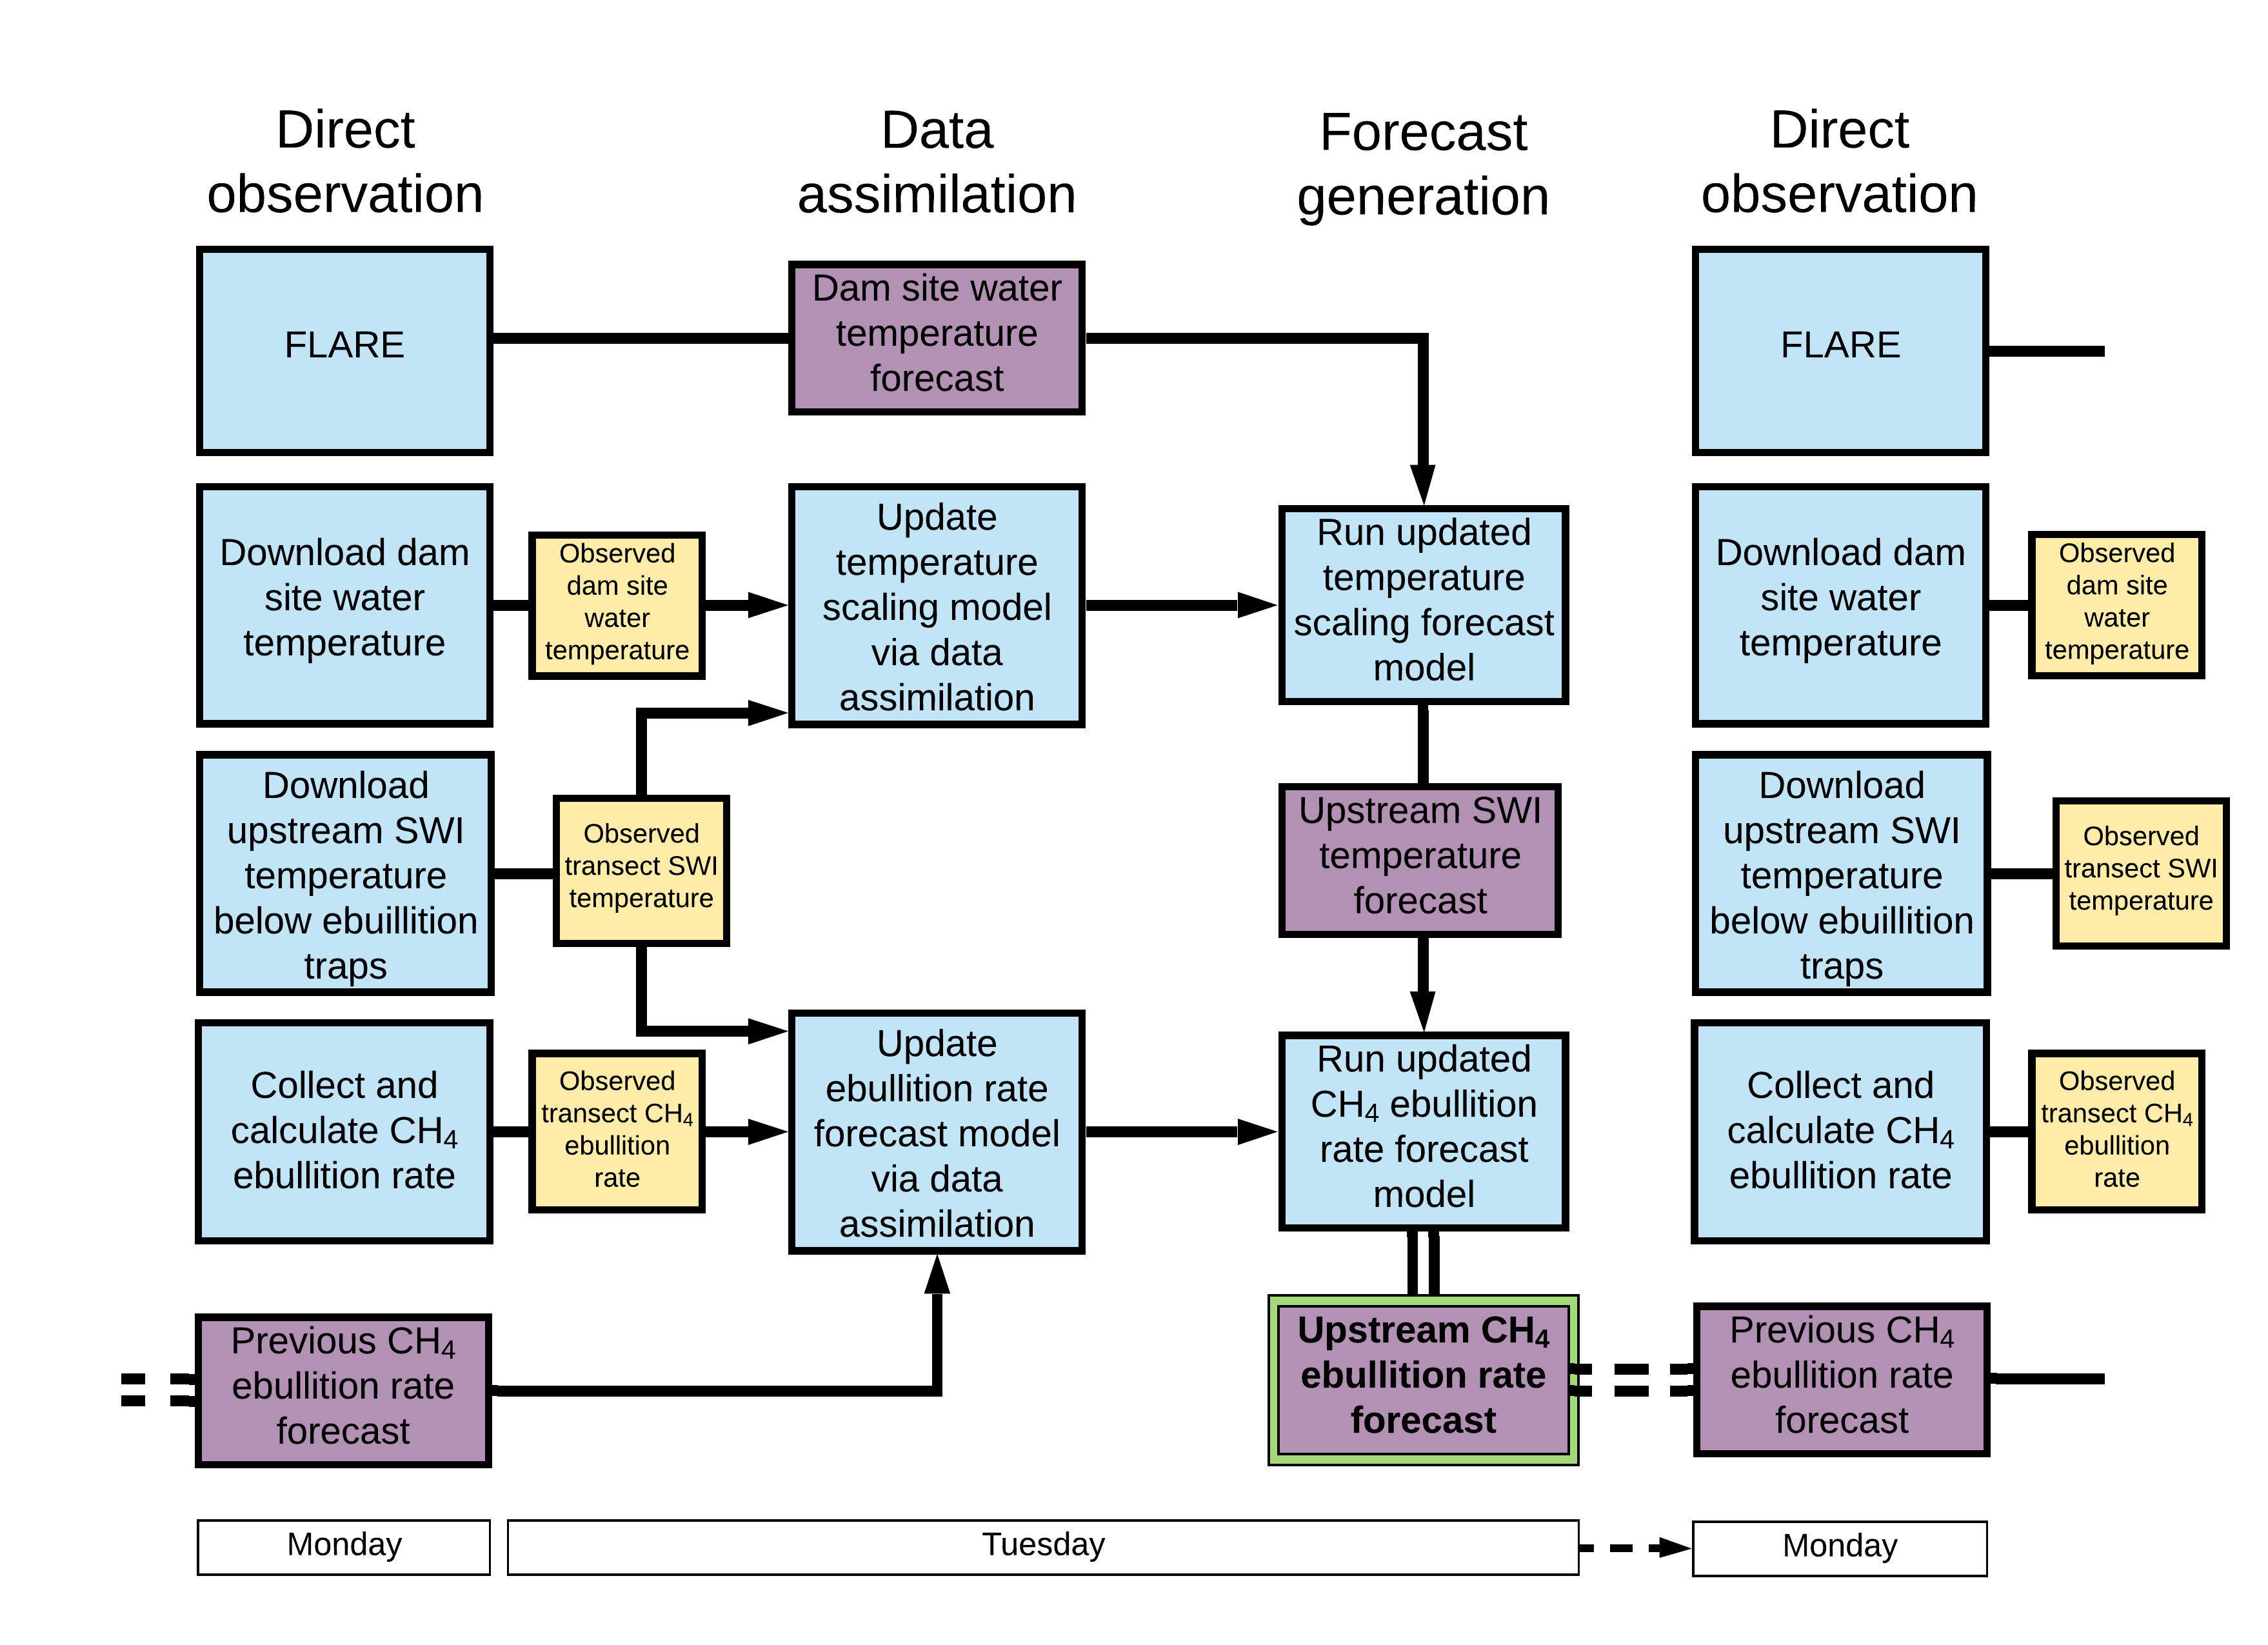 Direct
observation
Data
assimilation
Forecast
generation
Direct
observation
FLARE
Dam site water
temperature
forecast
FLARE
Download dam
site water
temperature
Observed
dam site
water
temperature
Update
temperature
scaling model
via data
assimilation
Run updated
temperature
scaling forecast
model
Download dam
site water
temperature
Observed
dam site
water
temperature
Download
upstream SWI
temperature
below ebuillition
traps
Observed
transect SWI
temperature
Upstream SWI
temperature
forecast
Download
upstream SWI
temperature
below ebuillition
traps
Observed
transect SWI
temperature
Collect and
calculate CH₄
ebullition rate
Observed
transect CH₄
ebullition
rate
Update
ebullition rate
forecast model
via data
assimilation
Run updated
CH₄ ebullition
rate forecast
model
Collect and
calculate CH₄
ebullition rate
Observed
transect CH₄
ebullition
rate
Previous CH₄
ebullition rate
forecast
Upstream CH₄
ebullition rate
forecast
Previous CH₄
ebullition rate
forecast
Monday
Tuesday
Monday